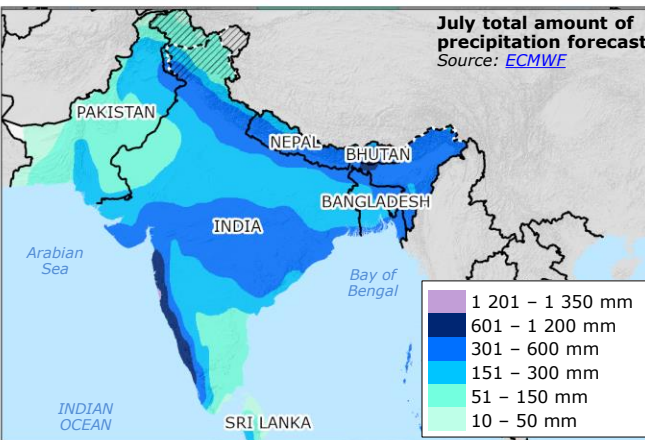 July total amount of
precipitation forecast
Source: ECMWF
PAKISTAN
NEPAL
BHUTAN
BANGLADESH
INDIA
Arabian
Sea
Bay of
Bengal
INDIAN
OCEAN
SRI LANKA
1 201 – 1 350 mm
601 – 1 200 mm
301 – 600 mm
151 – 300 mm
51 – 150 mm
10 – 50 mm